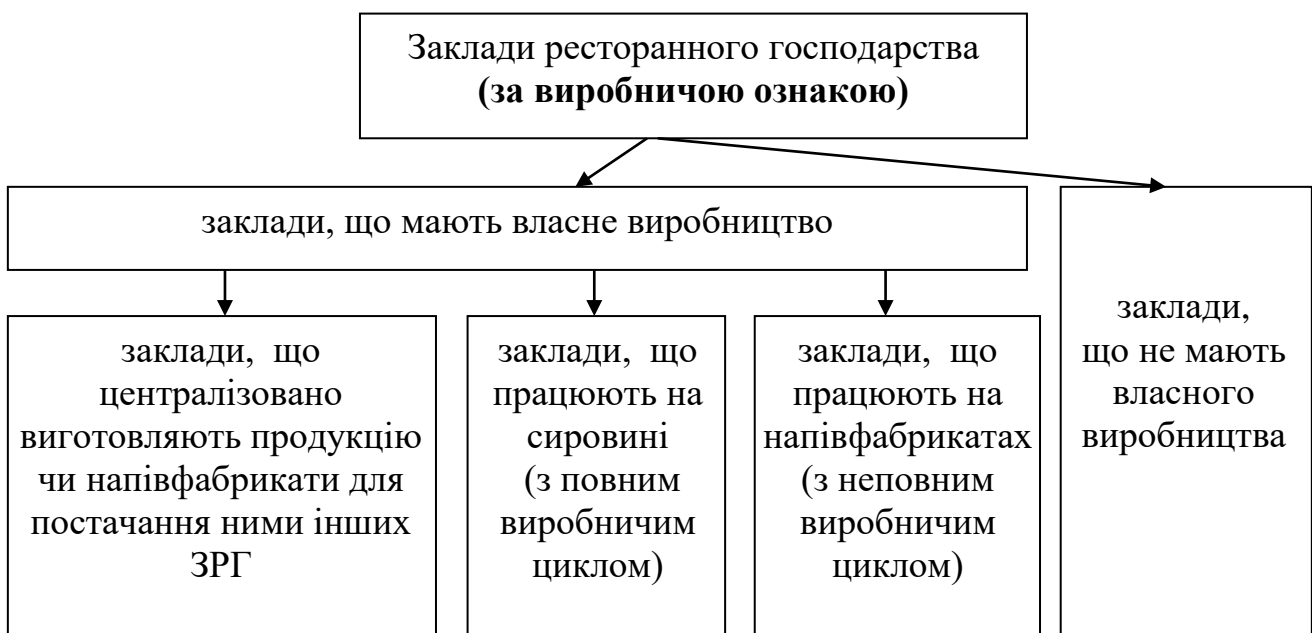 Заклади ресторанного господарства
(за виробничою ознакою)
заклади, що мають власне виробництво
заклади, що
централізовано
виготовляють продукцію
чи напівфабрикати для
постачання ними інших
ЗРГ
заклади, що
працюють на
сировині
(з повним
виробничим
циклом)
заклади, що
працюють на
напівфабрикатах
(з неповним
виробничим
циклом)
заклади,
що не мають
власного
виробництва